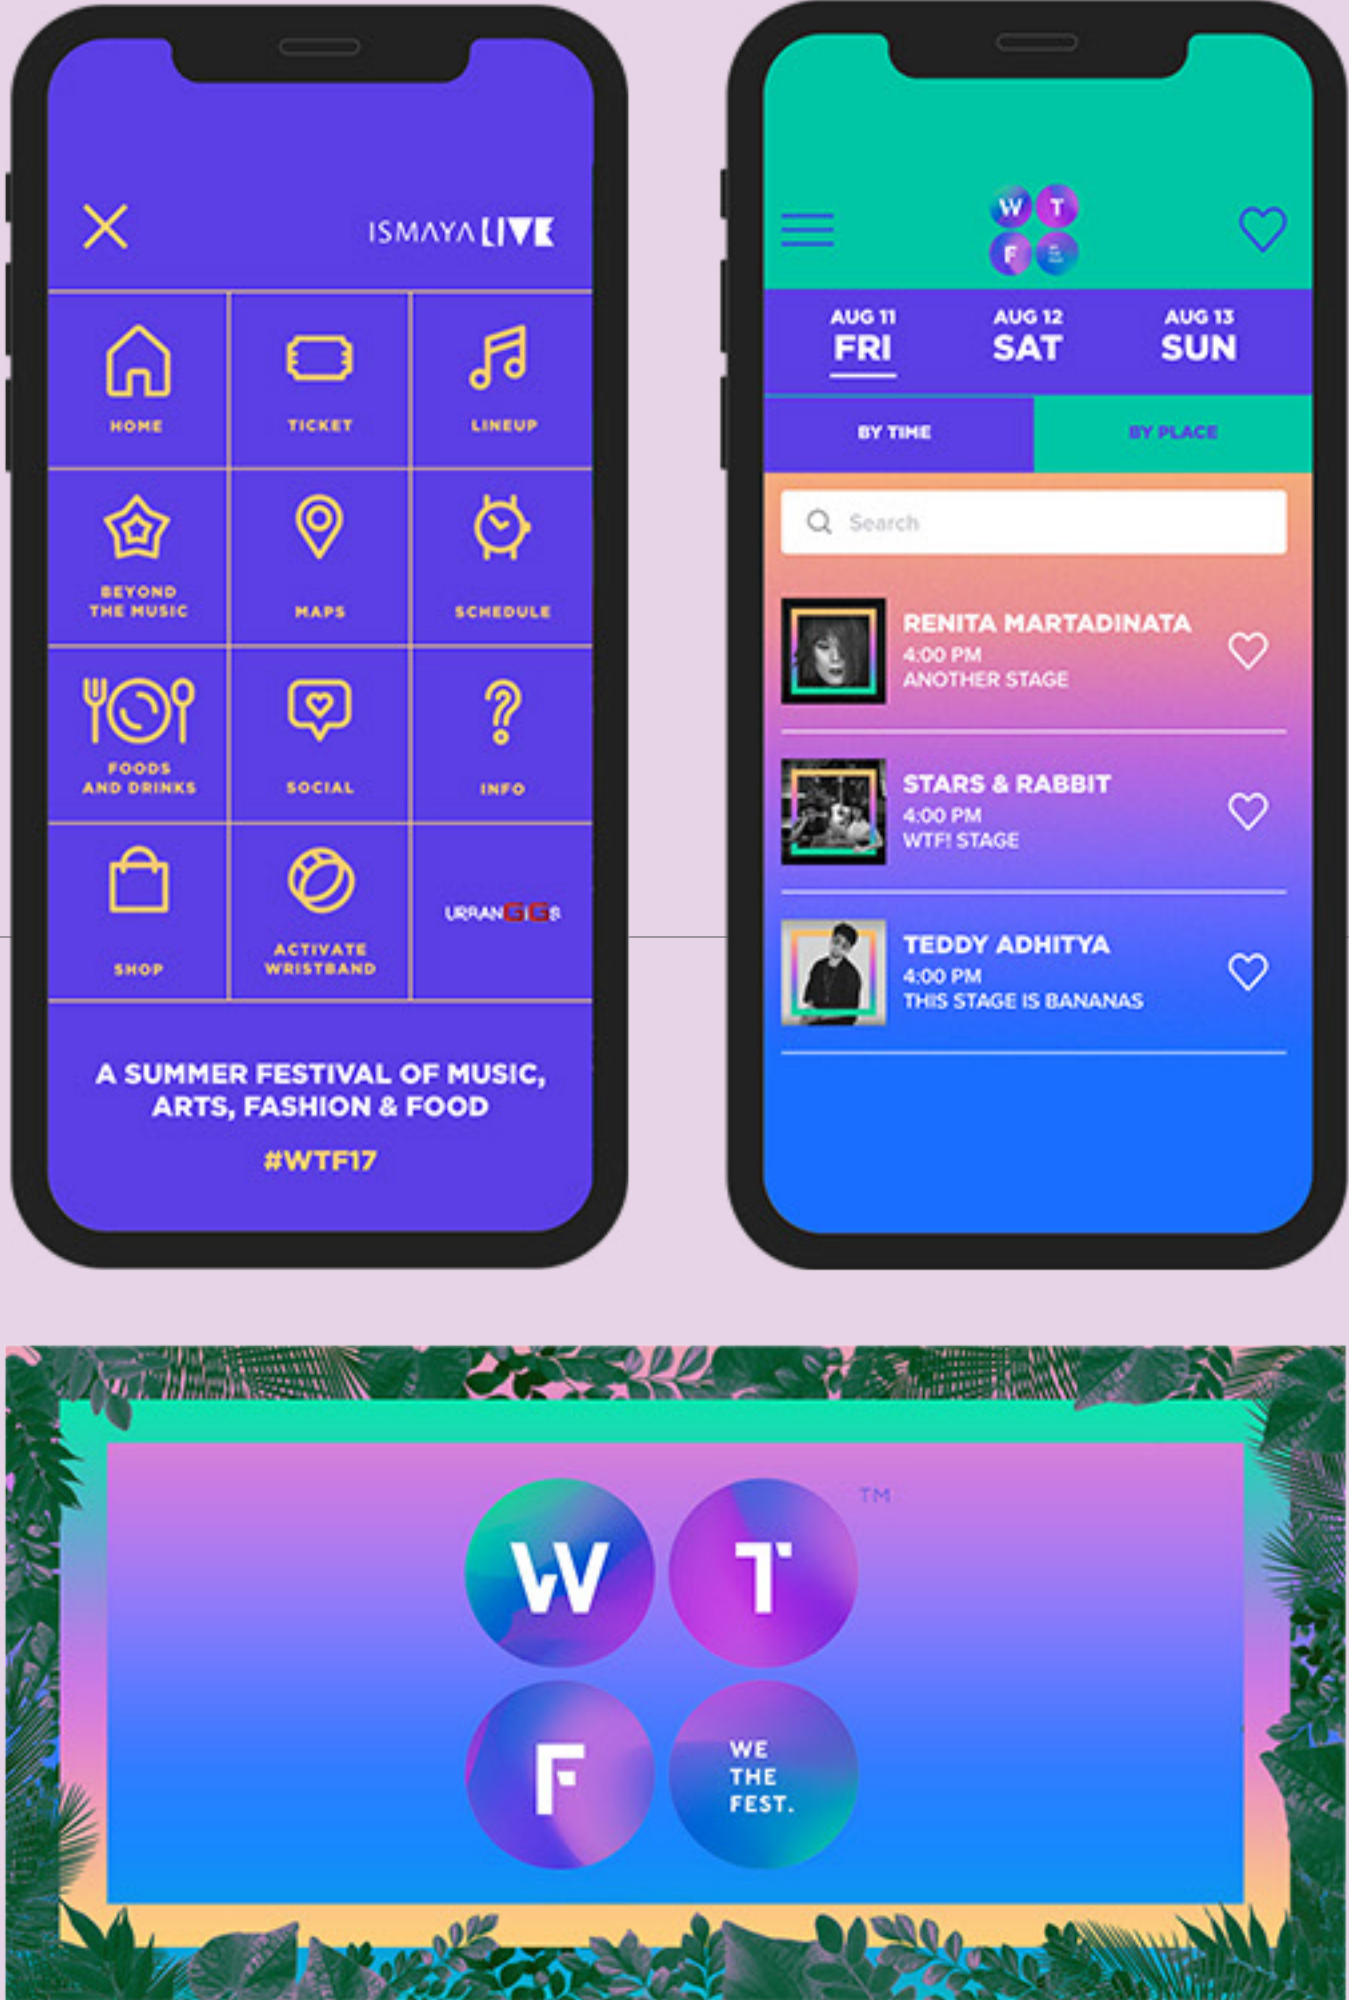 ISMAYA LIVE
HOME
TICKET
LINEUP
BEYOND
THE MUSIC
MAPS
SCHEDULE
FOODS
AND DRINKS
SOCIAL
INFO
SHOP
ACTIVATE
WRISTBAND
URBANGiGS
A SUMMER FESTIVAL OF MUSIC,
ARTS, FASHION & FOOD
#WTF17
W T
F
AUG 11
FRI
AUG 12
SAT
AUG 13
SUN
BY TIME
BY PLACE
Search
RENITA MARTADINATA
4:00 PM
ANOTHER STAGE
STARS & RABBIT
4:00 PM
WTF! STAGE
TEDDY ADHITYA
4:00 PM
THIS STAGE IS BANANAS
W T TM
F
WE
THE
FEST.